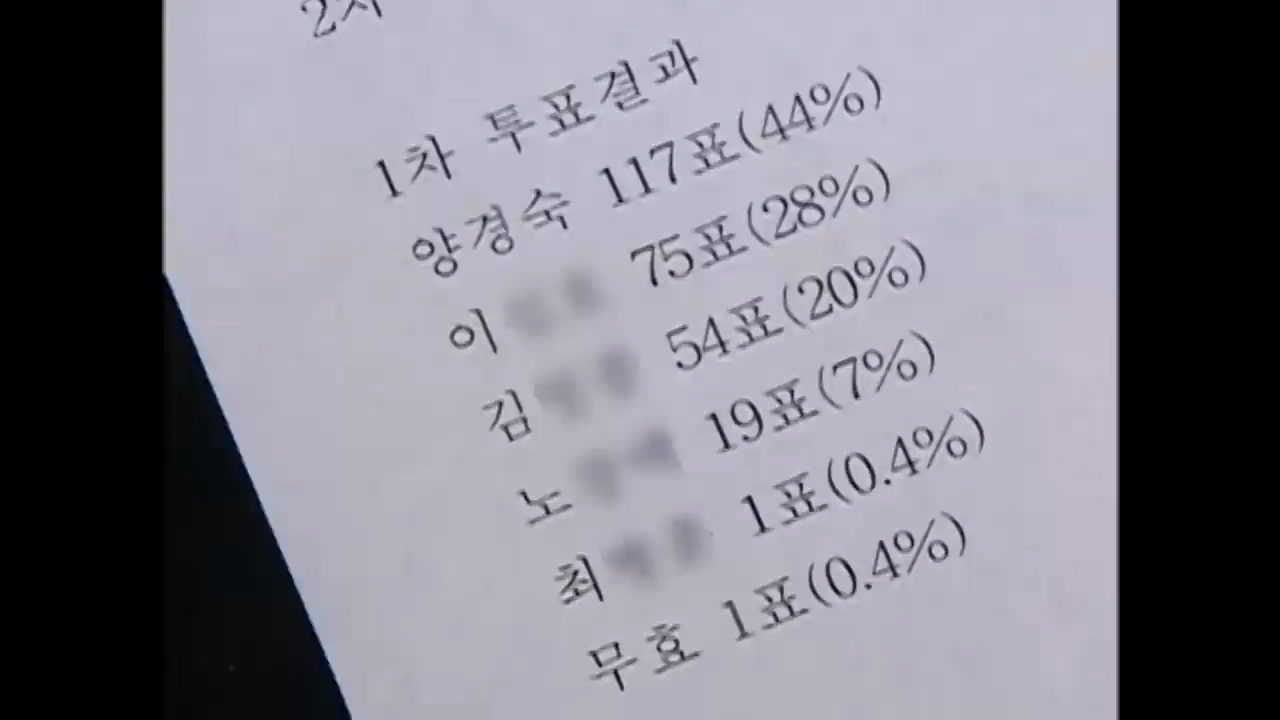 2차
1차 투표결과
양경숙 117표(44%)
이 75표(28%)
김 54표(20%)
노 19표(7%)
최 1표(0.4%)
무효 1표(0.4%)